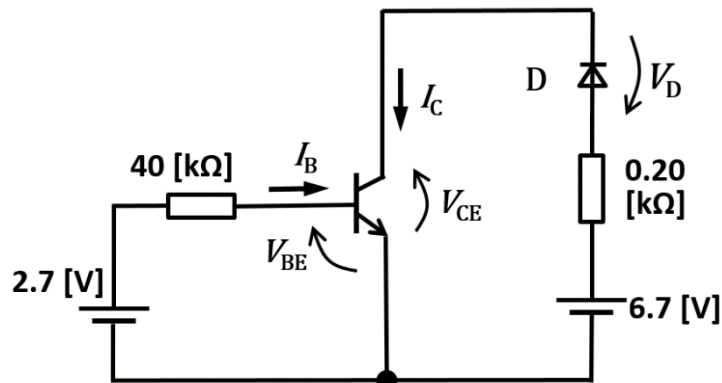 D
V_D
I_C
40 [kΩ]
I_B
0.20
[kΩ]
V_CE
V_BE
2.7 [V]
6.7 [V]